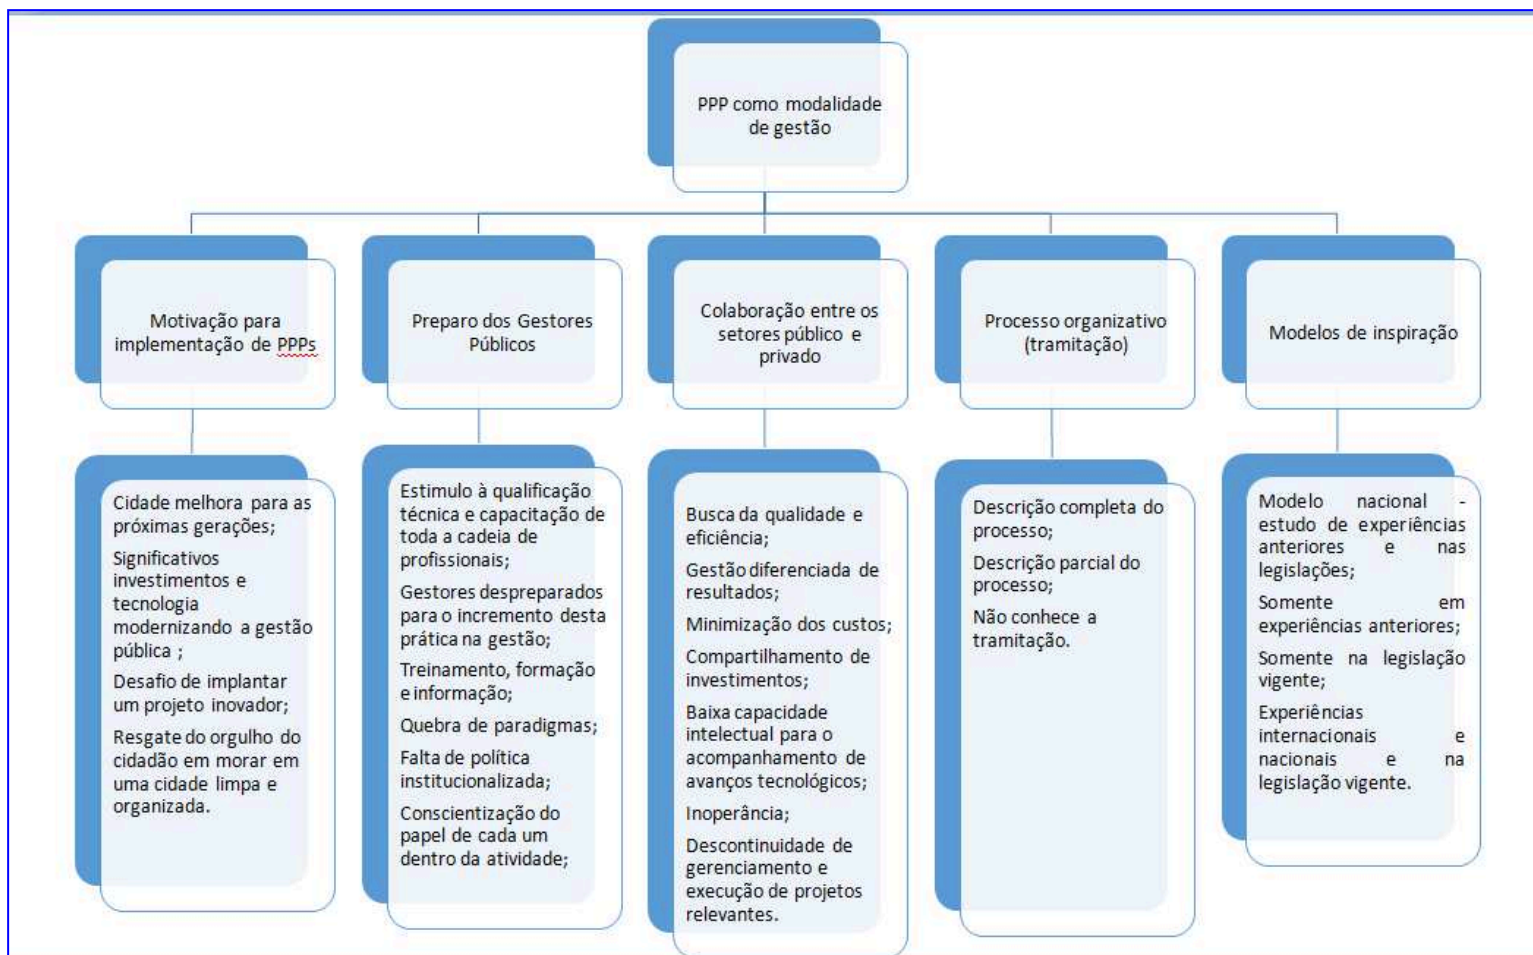 PPP como modalidade
de gestão
Motivação para
implementação de PPPs
Preparo dos Gestores
Públicos
Colaboração entre os
setores público e
privado
Processo organizativo
(tramitação)
Modelos de inspiração
Cidade melhora para as
próximas gerações;
Significativos
investimentos e
tecnologia
modernizando a gestão
pública ;
Desafio de implantar
um projeto inovador;
Resgate do orgulho do
cidadão em morar em
uma cidade limpa e
organizada.
Estimulo à qualificação
técnica e capacitação de
toda a cadeia de
profissionais;
Gestores despreparados
para o incremento desta
prática na gestão;
Treinamento, formação
e informação;
Quebra de paradigmas;
Falta de política
institucionalizada;
Conscientização do
papel de cada um
dentro da atividade;
Busca da qualidade e
eficiência;
Gestão diferenciada de
resultados;
Minimização dos custos;
Compartilhamento de
investimentos;
Baixa capacidade
intelectual para o
acompanhamento de
avanços tecnológicos;
Inoperância;
Descontinuidade de
gerenciamento e
execução de projetos
relevantes.
Descrição completa do
processo;
Descrição parcial do
processo;
Não conhece a
tramitação.
Modelo nacional -
estudo de experiências
anteriores e nas
legislações;
Somente em
experiências anteriores;
Somente na legislação
vigente;
Experiências
internacionais e
nacionais e na
legislação vigente.